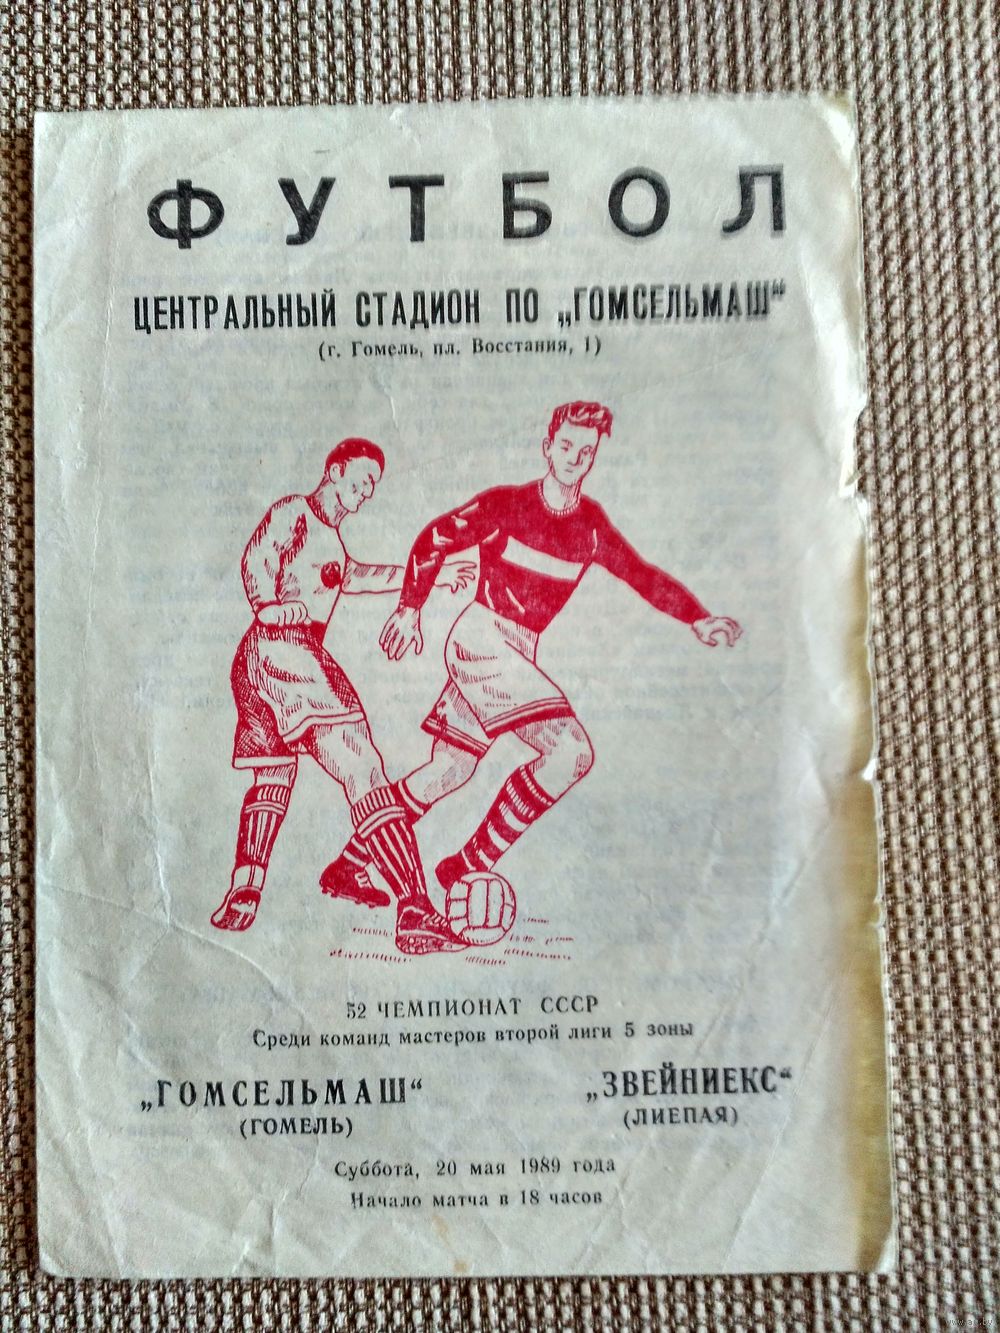 ФУТБОЛ
ЦЕНТРАЛЬНЫЙ СТАДИОН ПО „ГОМСЕЛЬМАШ“
(г. Гомель, пл. Восстания, 1)
52 ЧЕМПИОНАТ СССР
Среди команд мастеров второй лиги 5 зоны
„ГОМСЕЛЬМАШ“ „ЗВЕЙНИЕКС“
(ГОМЕЛЬ) (ЛИЕПАЯ)
Суббота, 20 мая 1989 года
Начало матча в 18 часов